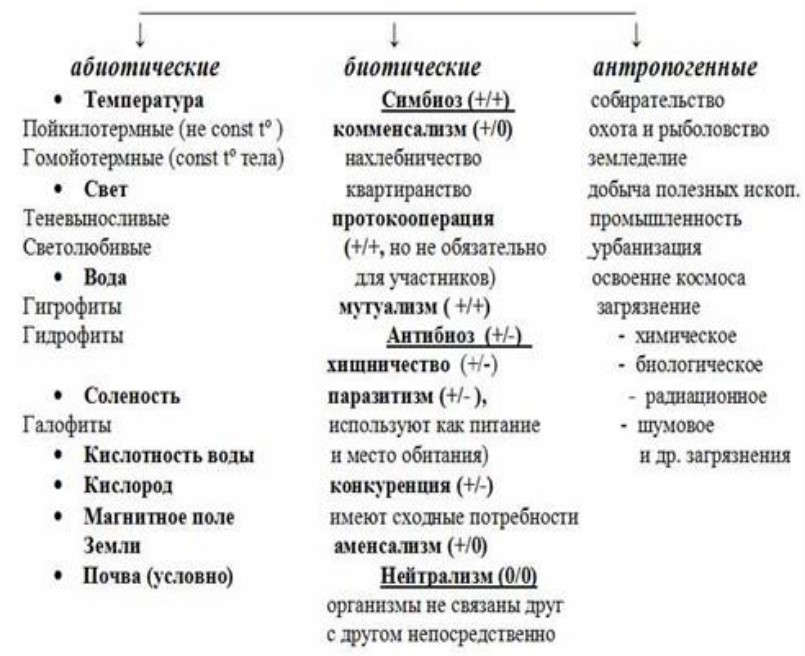 абиотические
• Температура
Пойкилотермные (не const tº )
Гомойотермные (const tº тела)
• Свет
Теневыносливые
Светолюбивые
• Вода
Гигрофиты
Гидрофиты
• Соленость
Галофиты
• Кислотность воды
• Кислород
• Магнитное поле
Земли
• Почва (условно)
биотические
Симбиоз (+/+)
комменсализм (+/0)
нахлебничество
квартиранство
протокооперация
(+/+, но не обязательно
для участников)
мутуализм ( +/+)
Антибиоз (+/-)
хищничество (+/-)
паразитизм (+/- ),
используют как питание
и место обитания)
конкуренция (+/-)
имеют сходные потребности
аменсализм (+/0)
Нейтрализм (0/0)
организмы не связаны друг
с другом непосредственно
антропогенные
собирательство
охота и рыболовство
земледелие
добыча полезных ископ.
промышленность
урбанизация
освоение космоса
загрязнение
- химическое
- биологическое
- радиационное
- шумовое
и др. загрязнения